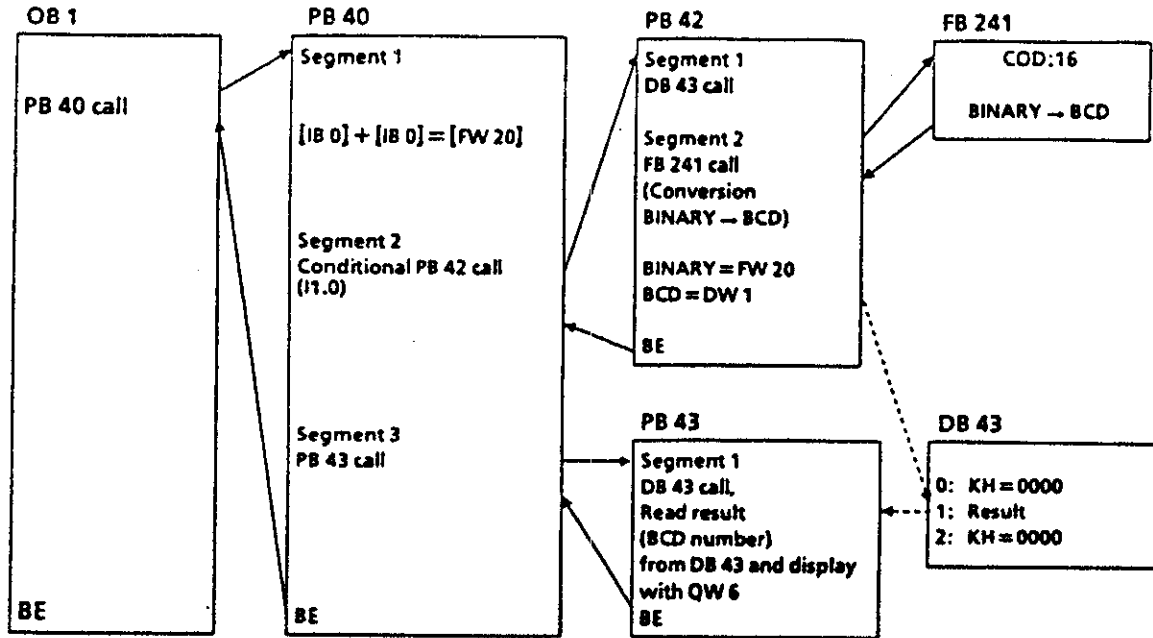 OB 1
PB 40 call
BE
PB 40
Segment 1
[IB 0] + [IB 0] = [FW 20]
Segment 2
Conditional PB 42 call
(I1.0)
Segment 3
PB 43 call
BE
PB 42
Segment 1
DB 43 call
Segment 2
FB 241 call
(Conversion
BINARY → BCD)
BINARY = FW 20
BCD = DW 1
BE
FB 241
COD:16
BINARY → BCD
PB 43
Segment 1
DB 43 call,
Read result
(BCD number)
from DB 43 and display
with QW 6
BE
DB 43
0: KH = 0000
1: Result
2: KH = 0000